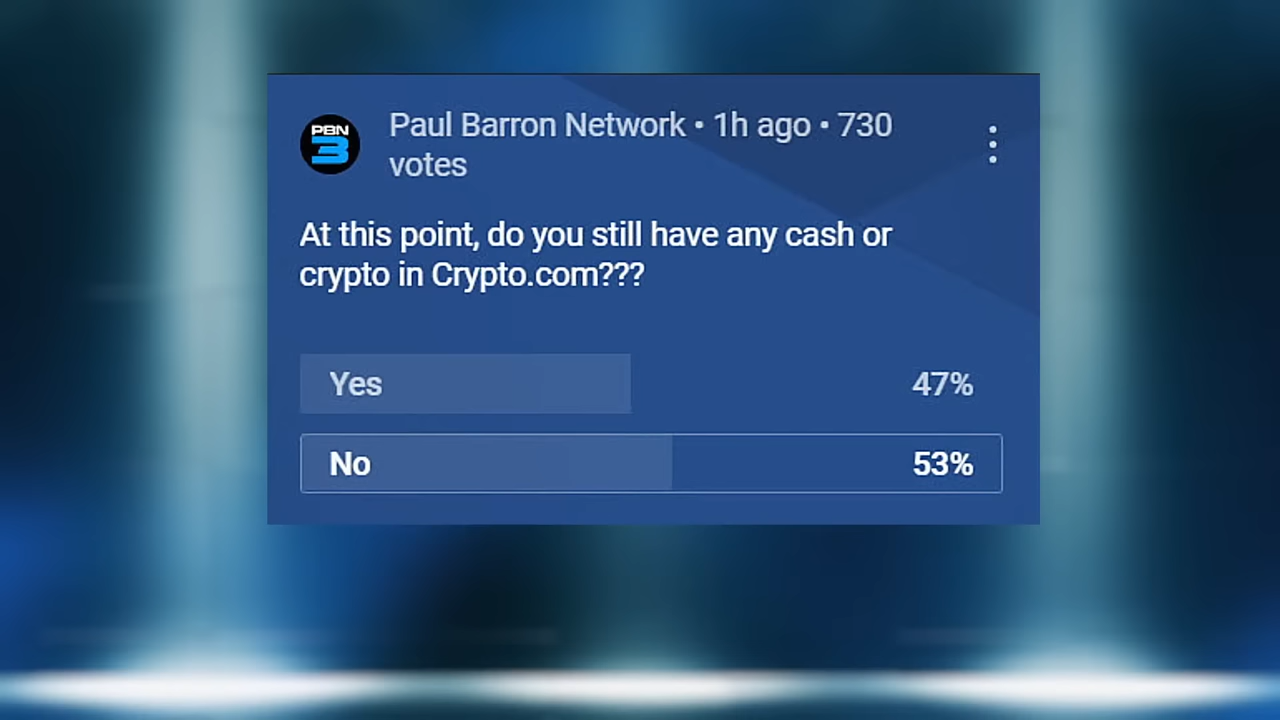 PBN
3
Paul Barron Network • 1h ago • 730
votes
At this point, do you still have any cash or
crypto in Crypto.com???
Yes 47%
No 53%